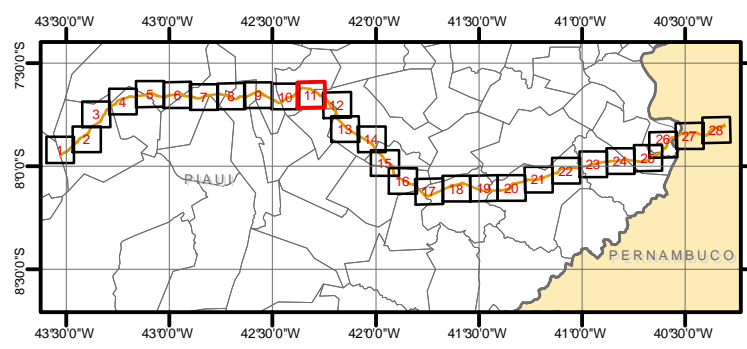 43°30'0"W 43°0'0"W 42°30'0"W 42°0'0"W 41°30'0"W 41°0'0"W 40°30'0"W
7°30'0"S
8°0'0"S
8°30'0"S
1 2 3 4 5 6 7 8 9 10 11 12 13 14 15 16 17 18 19 20 21 22 23 24 25 26 27 28
PIAUI
PERNAMBUCO
43°30'0"W 43°0'0"W 42°30'0"W 42°0'0"W 41°30'0"W 41°0'0"W 40°30'0"W